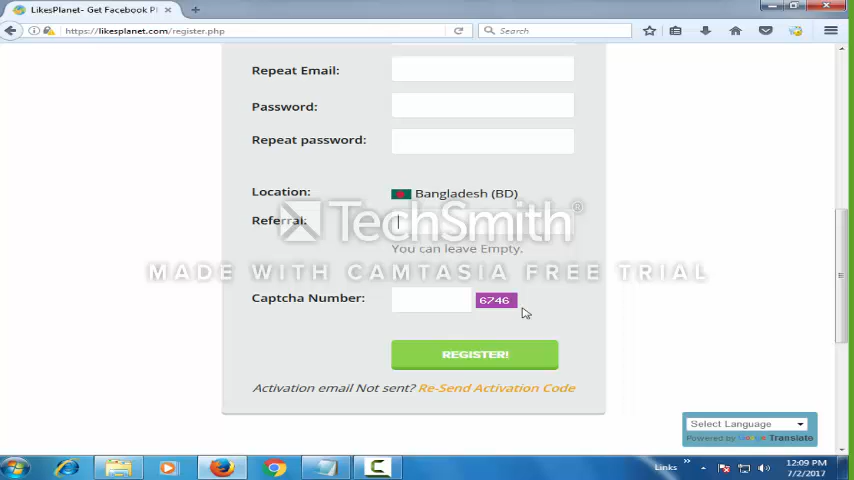 LikesPlanet- Get Facebook P
https://likesplanet.com/register.php
Search
Repeat Email:
Password:
Repeat password:
Location: Bangladesh (BD)
Referral:
You can leave Empty.
TechSmith®
MADE WITH CAMTASIA FREE TRIAL
Captcha Number: 6746
REGISTER!
Activation email Not sent? Re-Send Activation Code
Select Language
Powered by Google Translate
Links
12:09 PM
7/2/2017